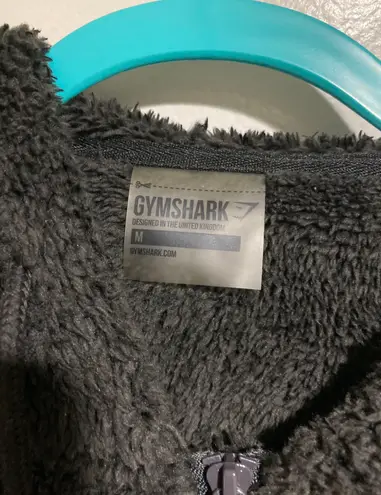 GYMSHARK
DESIGNED IN THE UNITED KINGDOM
M
GYMSHARK.COM